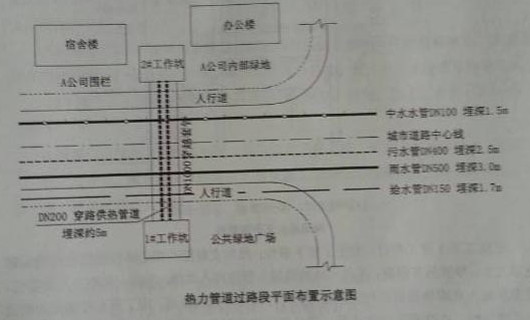 办公楼
宿舍楼
2#工作坑
A公司内部绿地
A公司围栏
人行道
中水水管DN100 埋深1.5m
城市道路中心线
污水管DN400 埋深2.5m
雨水管DN500 埋深3.0m
给水管DN150 埋深1.7m
人行道
DN200 穿路供热管道
埋深约5m
1#工作坑
公共绿地广场
热力管道过路段平面布置示意图